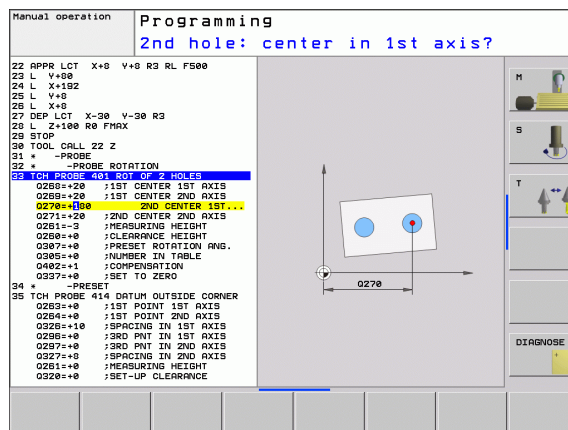 Manual operation
Programming
2nd hole: center in 1st axis?
22 APPR LCT X+8 Y+8 R3 RL F500
23 L Y+80
24 L X+192
25 L Y+8
26 L X+8
27 DEP LCT X-30 Y-30 R3
28 L Z+100 R0 FMAX
29 STOP
30 TOOL CALL 22 Z
31 * -PROBE
32 * -PROBE ROTATION
33 TCH PROBE 401 ROT OF 2 HOLES
Q268=+20 ;1ST CENTER 1ST AXIS
Q269=+20 ;1ST CENTER 2ND AXIS
Q270=+180 2ND CENTER 1ST...
Q271=+20 ;2ND CENTER 2ND AXIS
Q261=-3 ;MEASURING HEIGHT
Q260=+0 ;CLEARANCE HEIGHT
Q307=+0 ;PRESET ROTATION ANG.
Q305=+0 ;NUMBER IN TABLE
Q402=+1 ;COMPENSATION
Q337=+0 ;SET TO ZERO
34 * -PRESET
35 TCH PROBE 414 DATUM OUTSIDE CORNER
Q263=+0 ;1ST POINT 1ST AXIS
Q264=+0 ;1ST POINT 2ND AXIS
Q326=+10 ;SPACING IN 1ST AXIS
Q296=+0 ;3RD PNT IN 1ST AXIS
Q297=+0 ;3RD PNT IN 2ND AXIS
Q327=+8 ;SPACING IN 2ND AXIS
Q261=+0 ;MEASURING HEIGHT
Q320=+0 ;SET-UP CLEARANCE
Q270
M
S
T
DIAGNOSE